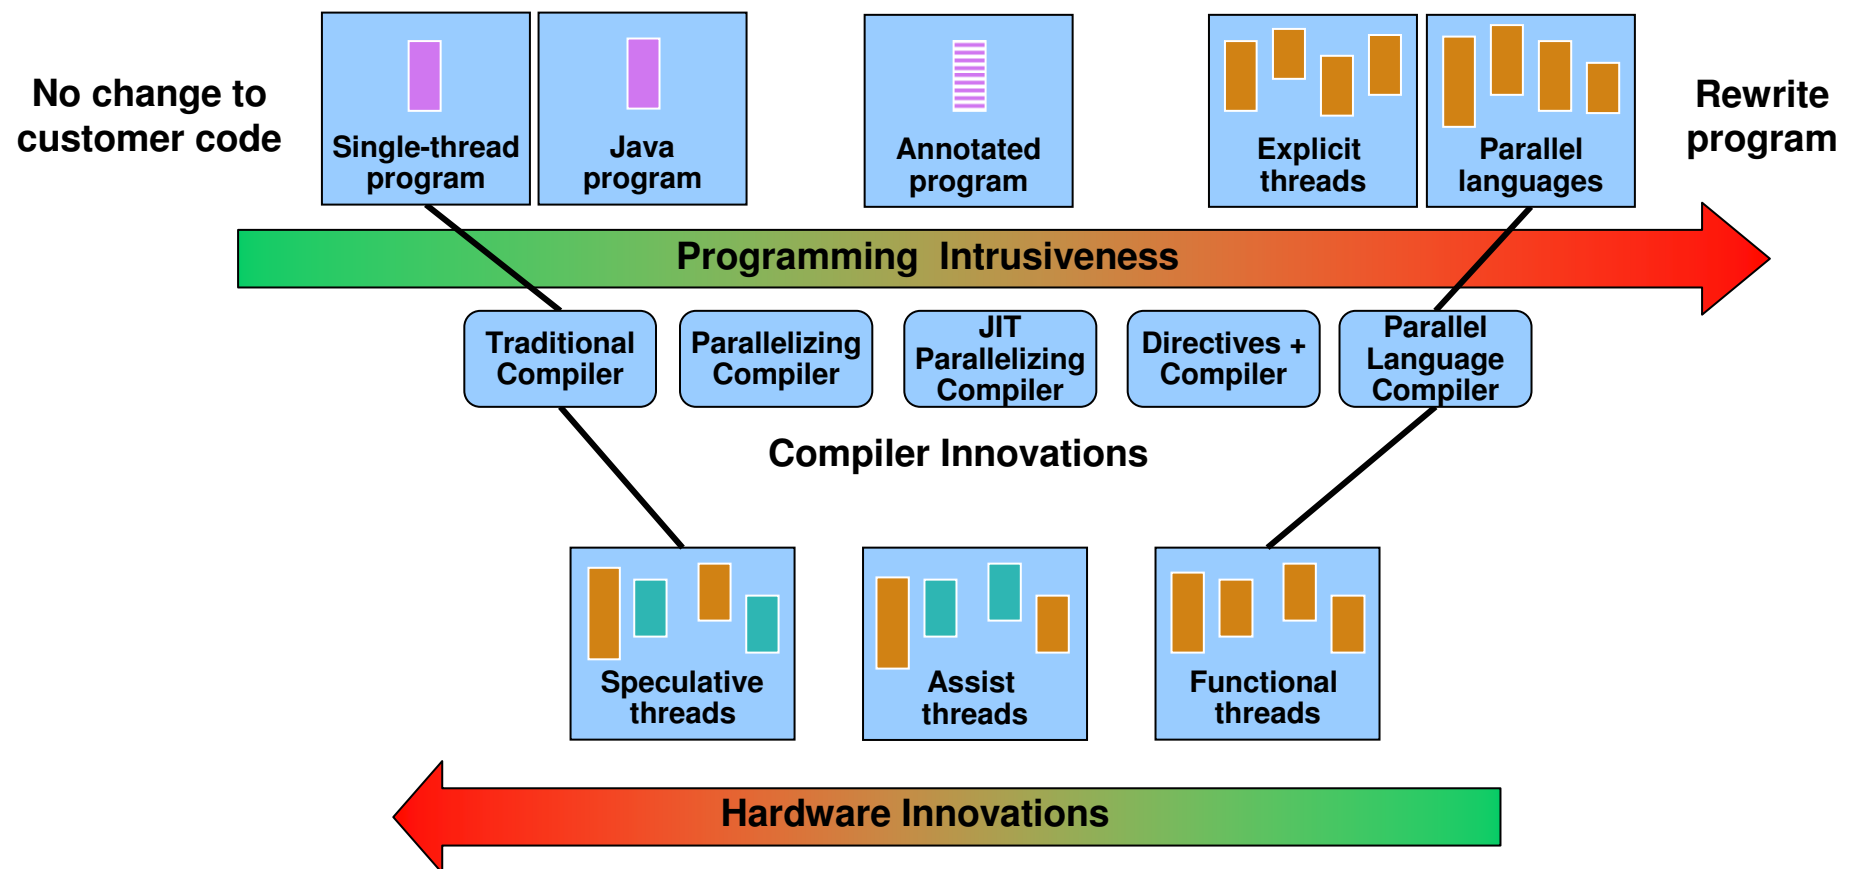 No change to
customer code
Single-thread
program
Java
program
Annotated
program
Explicit
threads
Parallel
languages
Rewrite
program
Programming Intrusiveness
Traditional
Compiler
Parallelizing
Compiler
JIT
Parallelizing
Compiler
Directives +
Compiler
Parallel
Language
Compiler
Compiler Innovations
Speculative
threads
Assist
threads
Functional
threads
Hardware Innovations